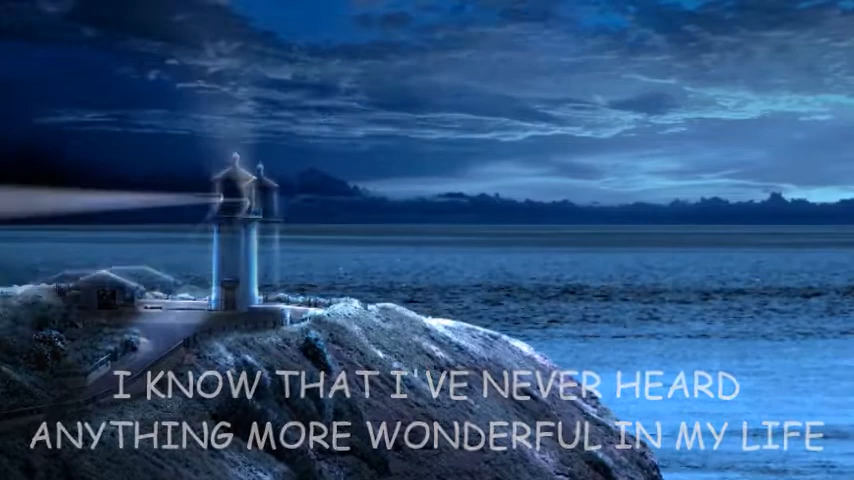 I KNOW THAT I'VE NEVER HEARD
ANYTHING MORE WONDERFUL IN MY LIFE